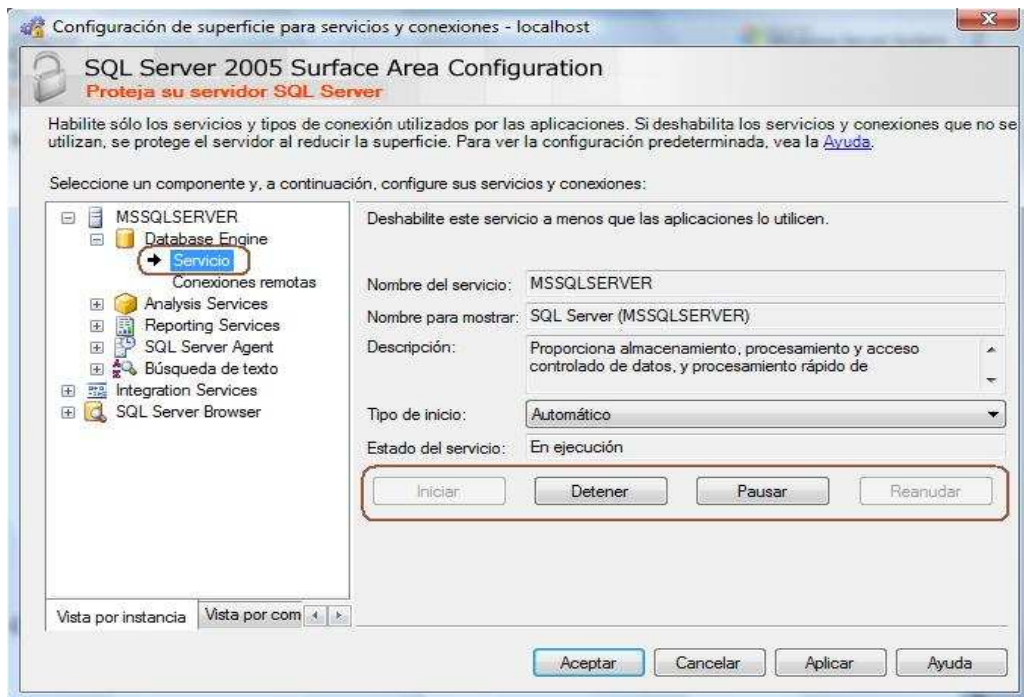 Configuración de superficie para servicios y conexiones - localhost
SQL Server 2005 Surface Area Configuration
Proteja su servidor SQL Server
Habilite sólo los servicios y tipos de conexión utilizados por las aplicaciones. Si deshabilita los servicios y conexiones que no se
utilizan, se protege el servidor al reducir la superficie. Para ver la configuración predeterminada, vea la Ayuda.
Seleccione un componente y, a continuación, configure sus servicios y conexiones:
MSSQLSERVER
Database Engine
Servicio
Conexiones remotas
Analysis Services
Reporting Services
SQL Server Agent
Búsqueda de texto
Integration Services
SQL Server Browser
Vista por instancia
Vista por com
Deshabilite este servicio a menos que las aplicaciones lo utilicen.
Nombre del servicio: MSSQLSERVER
Nombre para mostrar: SQL Server (MSSQLSERVER)
Descripción: Proporciona almacenamiento, procesamiento y acceso
controlado de datos, y procesamiento rápido de
Tipo de inicio: Automático
Estado del servicio: En ejecución
Iniciar Detener Pausar Reanudar
Aceptar Cancelar Aplicar Ayuda